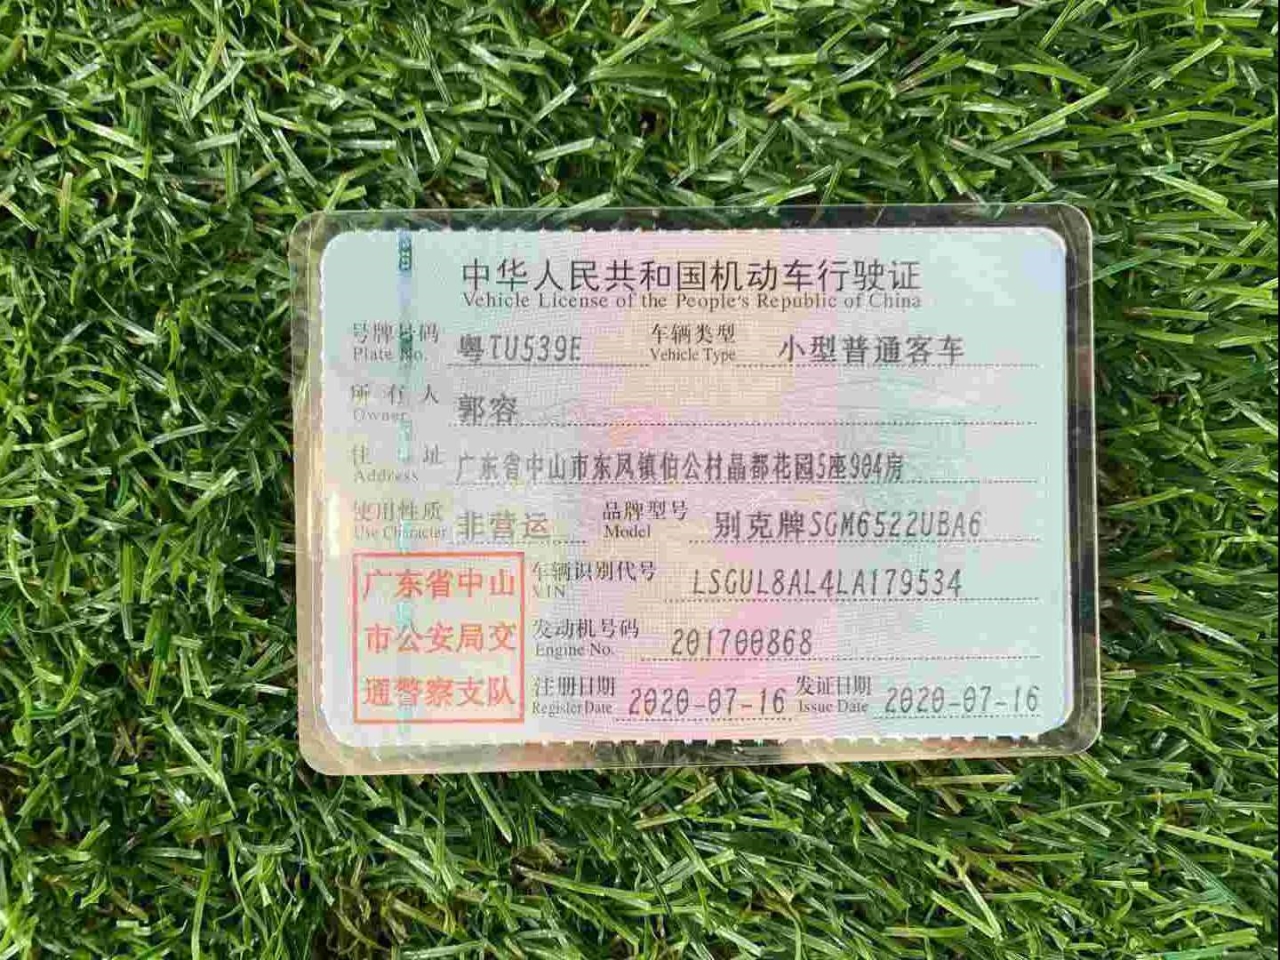 中华人民共和国机动车行驶证
Vehicle License of the People's Republic of China
号牌号码 粤TU539E 车辆类型 小型普通客车
Plate No. Vehicle Type
所有人 郭容
Owner
住址 广东省中山市东凤镇伯公村晶都花园5座904房
Address
使用性质 非营运 品牌型号 别克牌SGM6522UBA6
Use Character Model
广东省中山
市公安局交
通警察支队
车辆识别代号 LSGUL8AL4LA179534
VIN
发动机号码 201700868
Engine No.
注册日期 2020-07-16 发证日期 2020-07-16
Register Date Issue Date